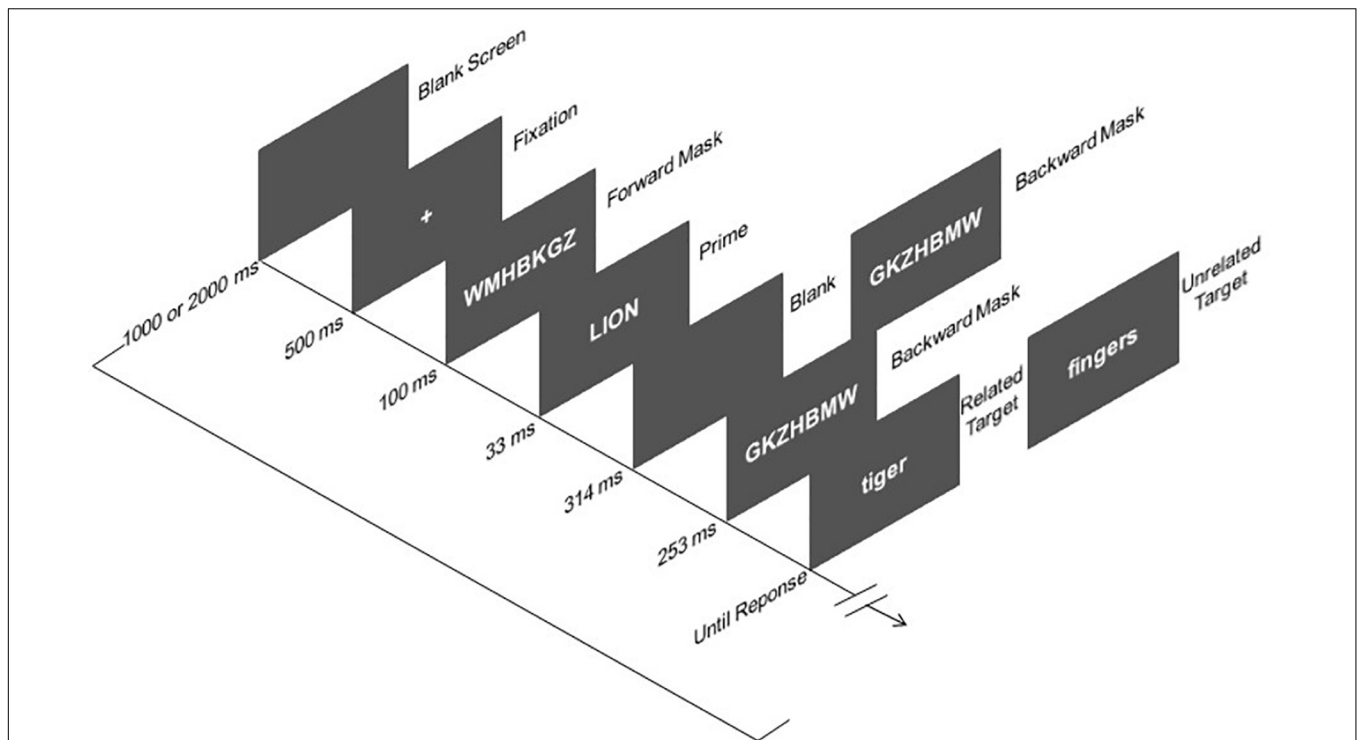 Blank Screen
Fixation
+
Forward Mask
WMHBKGZ
Prime
LION
Blank
Backward Mask
GKZHBMW
Backward Mask
GKZHBMW
Related
Target
tiger
Unrelated
Target
fingers
1000 or 2000 ms
500 ms
100 ms
33 ms
314 ms
253 ms
Until Reponse